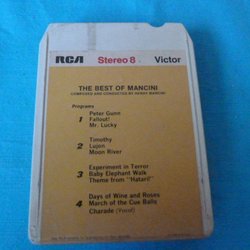 RCA Stereo 8 Victor
THE BEST OF MANCINI
COMPOSED AND CONDUCTED BY HENRY MANCINI
Programs
1 Peter Gunn
Fallout!
Mr. Lucky
2 Timothy
Lujon
Moon River
3 Experiment in Terror
Baby Elephant Walk
Theme from "Hatari!"
4 Days of Wine and Roses
March of the Cue Balls
Charade (Vocal)